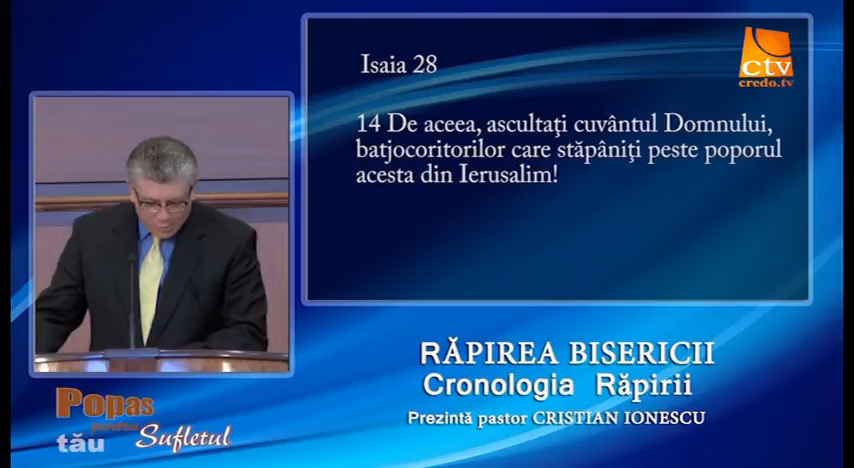 Isaia 28
14 De aceea, ascultaţi cuvântul Domnului,
batjocoritorilor care stăpâniţi peste poporul
acesta din Ierusalim!
ctv
credo.tv
RĂPIREA BISERICII
Cronologia Răpirii
Prezintă pastor CRISTIAN IONESCU
Popas
pentru
tău Sufletul